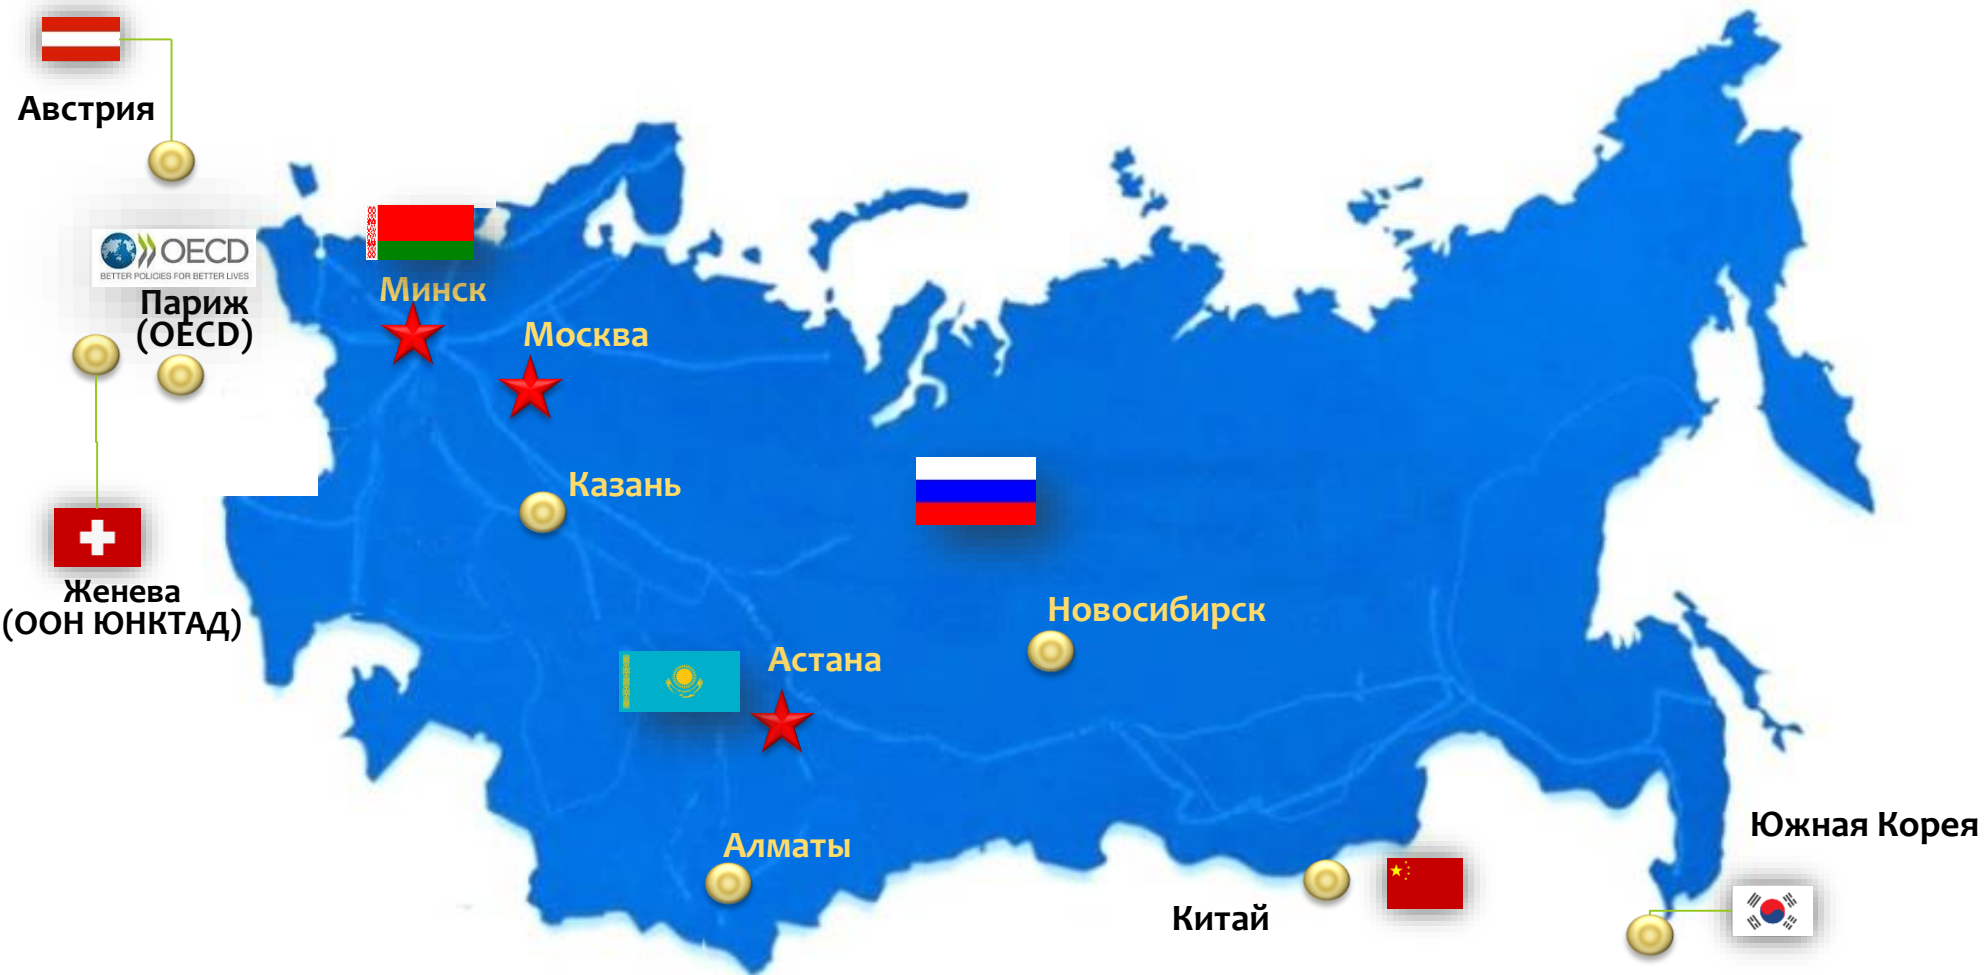 Австрия
OECD
BETTER POLICIES FOR BETTER LIVES
Париж
(OECD)
Минск
Москва
Казань
Женева
(ООН ЮНКТАД)
Новосибирск
Астана
Алматы
Южная Корея
Китай